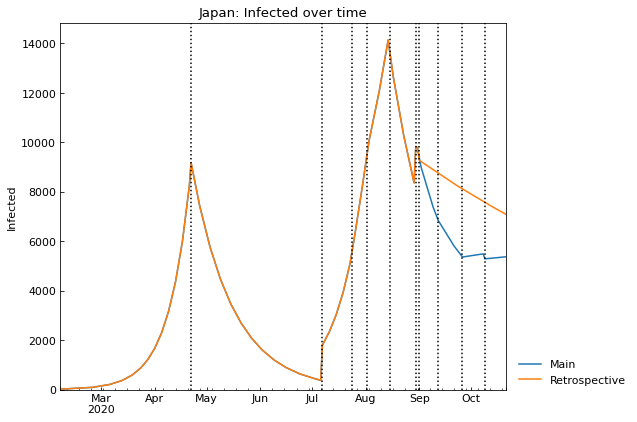 Japan: Infected over time
Infected
14000
12000
10000
8000
6000
4000
2000
0
Mar Apr May Jun Jul Aug Sep Oct
2020
Main
Retrospective